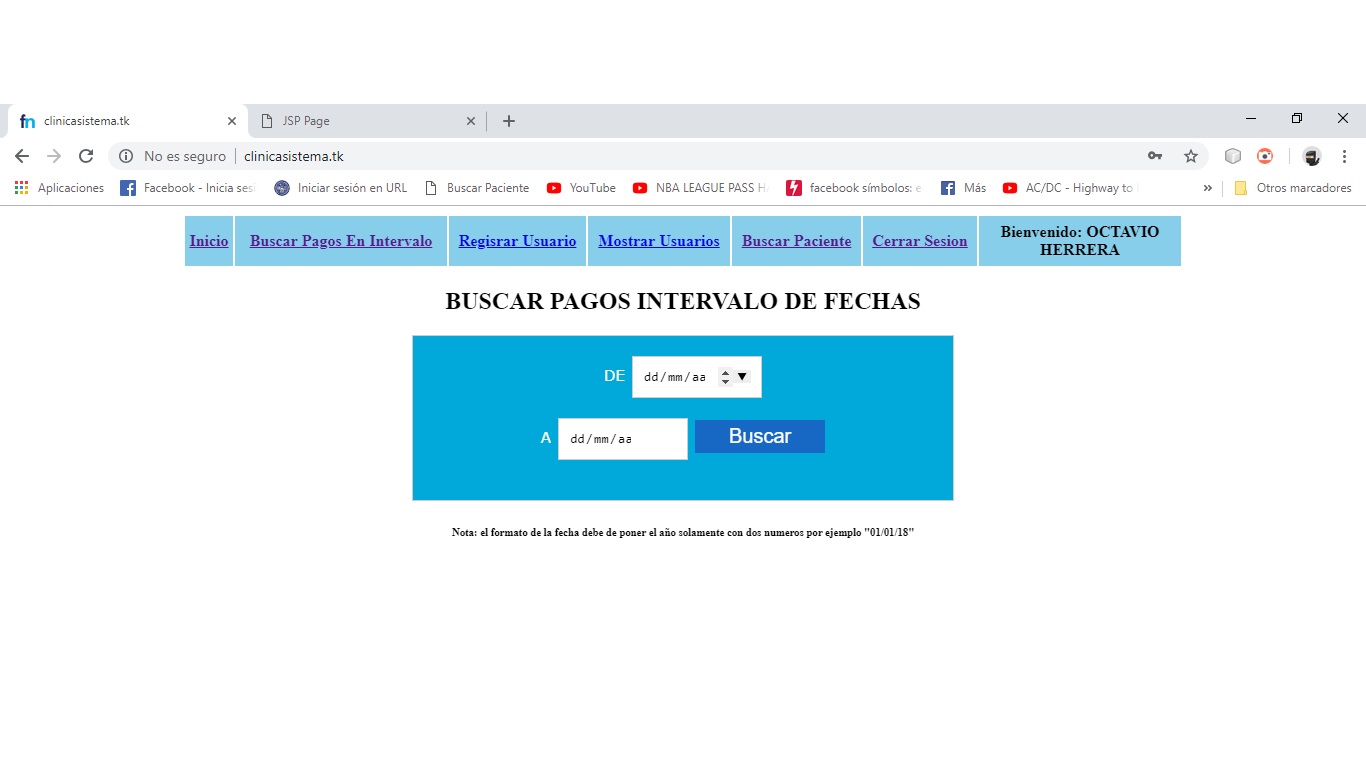 fn clinicasistema.tk JSP Page
No es seguro clinicasistema.tk
Aplicaciones Facebook - Inicia sesi Iniciar sesión en URL Buscar Paciente YouTube NBA LEAGUE PASS H facebook símbolos: e Más AC/DC - Highway to Otros marcadores
Inicio Buscar Pagos En Intervalo Regisrar Usuario Mostrar Usuarios Buscar Paciente Cerrar Sesion Bienvenido: OCTAVIO
HERRERA
BUSCAR PAGOS INTERVALO DE FECHAS
DE dd/mm/aa
A dd/mm/aa Buscar
Nota: el formato de la fecha debe de poner el año solamente con dos numeros por ejemplo "01/01/18"